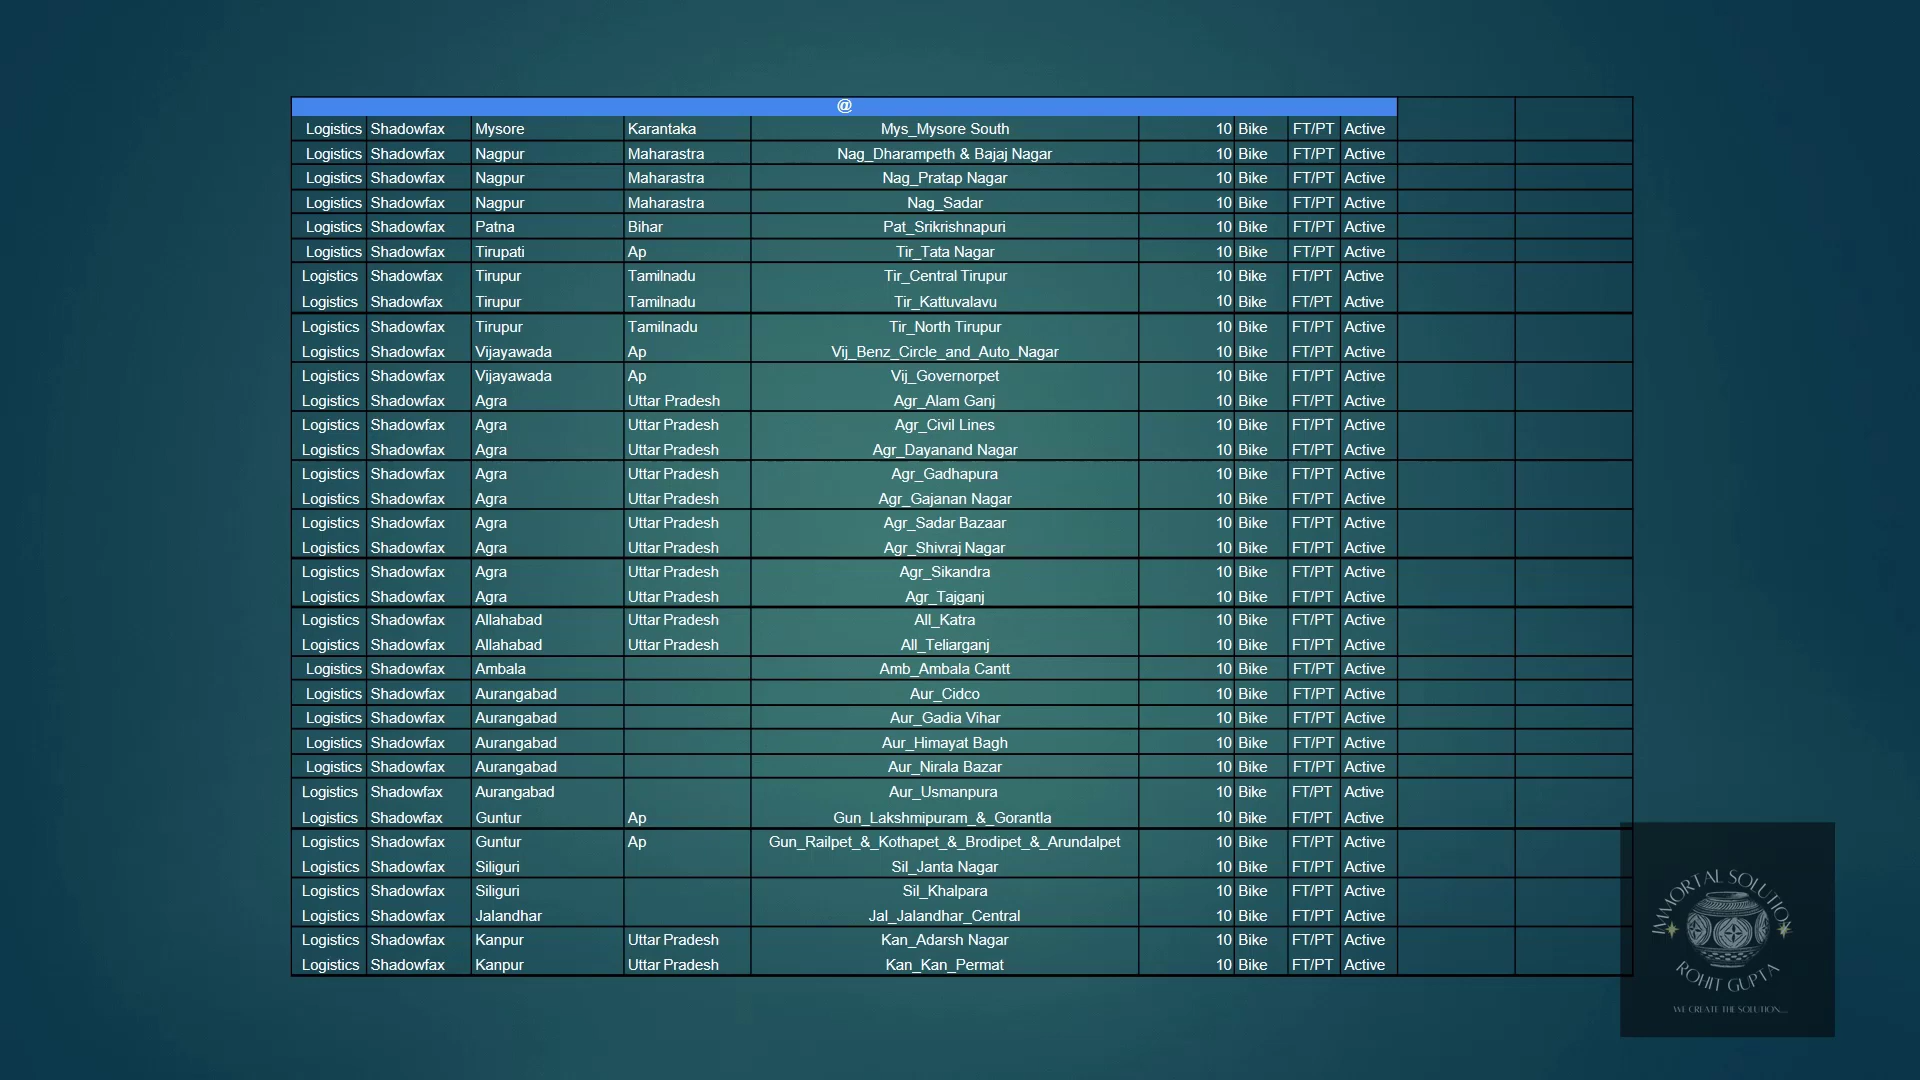 @
Logistics Shadowfax Mysore Karantaka Mys_Mysore South 10 Bike FT/PT Active
Logistics Shadowfax Nagpur Maharastra Nag_Dharampeth & Bajaj Nagar 10 Bike FT/PT Active
Logistics Shadowfax Nagpur Maharastra Nag_Pratap Nagar 10 Bike FT/PT Active
Logistics Shadowfax Nagpur Maharastra Nag_Sadar 10 Bike FT/PT Active
Logistics Shadowfax Patna Bihar Pat_Srikrishnapuri 10 Bike FT/PT Active
Logistics Shadowfax Tirupati Ap Tir_Tata Nagar 10 Bike FT/PT Active
Logistics Shadowfax Tirupur Tamilnadu Tir_Central Tirupur 10 Bike FT/PT Active
Logistics Shadowfax Tirupur Tamilnadu Tir_Kattuvalavu 10 Bike FT/PT Active
Logistics Shadowfax Tirupur Tamilnadu Tir_North Tirupur 10 Bike FT/PT Active
Logistics Shadowfax Vijayawada Ap Vij_Benz_Circle_and_Auto_Nagar 10 Bike FT/PT Active
Logistics Shadowfax Vijayawada Ap Vij_Governorpet 10 Bike FT/PT Active
Logistics Shadowfax Agra Uttar Pradesh Agr_Alam Ganj 10 Bike FT/PT Active
Logistics Shadowfax Agra Uttar Pradesh Agr_Civil Lines 10 Bike FT/PT Active
Logistics Shadowfax Agra Uttar Pradesh Agr_Dayanand Nagar 10 Bike FT/PT Active
Logistics Shadowfax Agra Uttar Pradesh Agr_Gadhapura 10 Bike FT/PT Active
Logistics Shadowfax Agra Uttar Pradesh Agr_Gajanan Nagar 10 Bike FT/PT Active
Logistics Shadowfax Agra Uttar Pradesh Agr_Sadar Bazaar 10 Bike FT/PT Active
Logistics Shadowfax Agra Uttar Pradesh Agr_Shivraj Nagar 10 Bike FT/PT Active
Logistics Shadowfax Agra Uttar Pradesh Agr_Sikandra 10 Bike FT/PT Active
Logistics Shadowfax Agra Uttar Pradesh Agr_Tajganj 10 Bike FT/PT Active
Logistics Shadowfax Allahabad Uttar Pradesh All_Katra 10 Bike FT/PT Active
Logistics Shadowfax Allahabad Uttar Pradesh All_Teliarganj 10 Bike FT/PT Active
Logistics Shadowfax Ambala Amb_Ambala Cantt 10 Bike FT/PT Active
Logistics Shadowfax Aurangabad Aur_Cidco 10 Bike FT/PT Active
Logistics Shadowfax Aurangabad Aur_Gadia Vihar 10 Bike FT/PT Active
Logistics Shadowfax Aurangabad Aur_Himayat Bagh 10 Bike FT/PT Active
Logistics Shadowfax Aurangabad Aur_Nirala Bazar 10 Bike FT/PT Active
Logistics Shadowfax Aurangabad Aur_Usmanpura 10 Bike FT/PT Active
Logistics Shadowfax Guntur Ap Gun_Lakshmipuram_&_Gorantla 10 Bike FT/PT Active
Logistics Shadowfax Guntur Ap Gun_Railpet_&_Kothapet_&_Brodipet_&_Arundalpet 10 Bike FT/PT Active
Logistics Shadowfax Siliguri Sil_Janta Nagar 10 Bike FT/PT Active
Logistics Shadowfax Siliguri Sil_Khalpara 10 Bike FT/PT Active
Logistics Shadowfax Jalandhar Jal_Jalandhar_Central 10 Bike FT/PT Active
Logistics Shadowfax Kanpur Uttar Pradesh Kan_Adarsh Nagar 10 Bike FT/PT Active
Logistics Shadowfax Kanpur Uttar Pradesh Kan_Kan_Permat 10 Bike FT/PT Active
IMMORTAL SOLUTION
ROHIT GUPTA
WE CREATE THE SOLUTION...